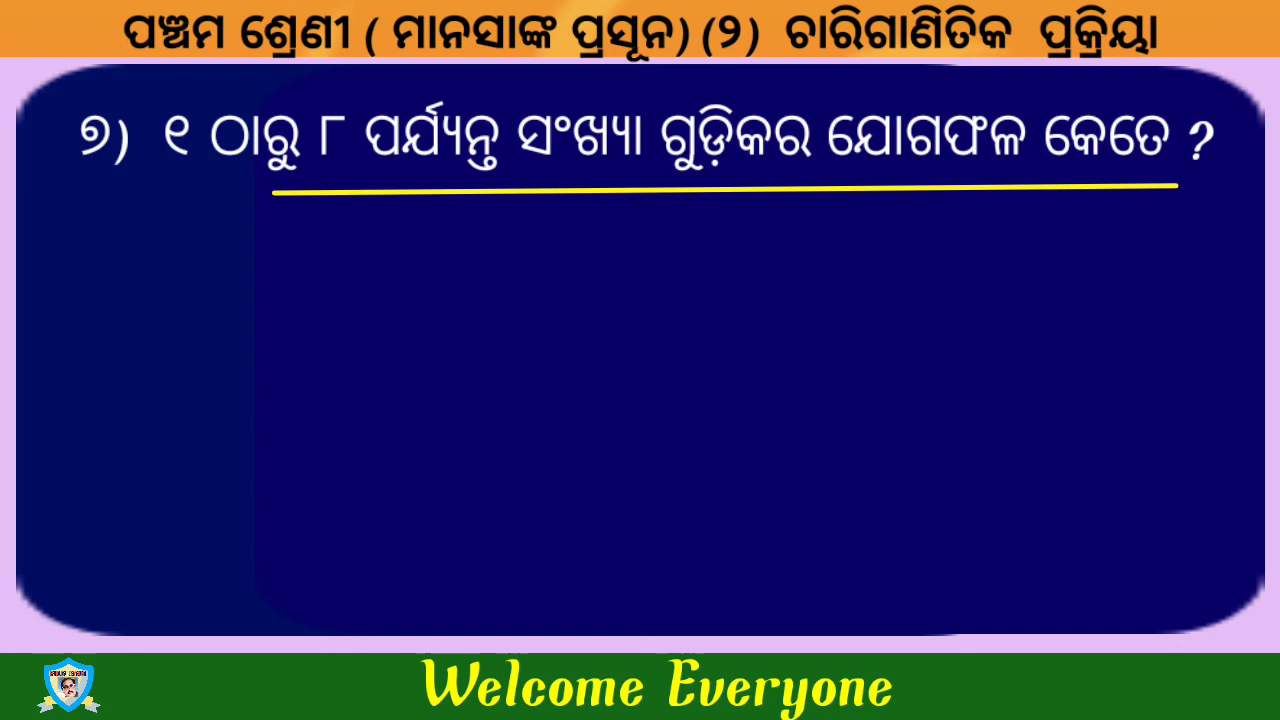 ପଞ୍ଚମ ଶ୍ରେଣୀ ( ମାନସାଙ୍କ ପ୍ରସୂନ) (୨) ଚାରିଗାଣିତିକ ପ୍ରକ୍ରିୟା
୭) ୧ ଠାରୁ ୮ ପର୍ଯ୍ୟନ୍ତ ସଂଖ୍ୟା ଗୁଡ଼ିକର ଯୋଗଫଳ କେତେ ?
Welcome Everyone